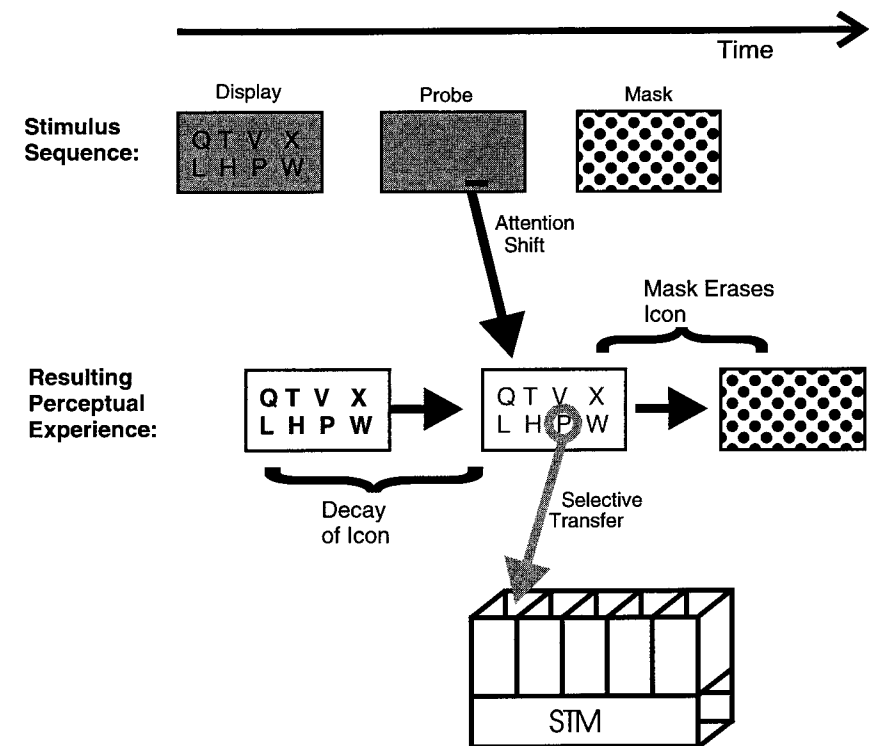 Time
Display
Probe
Mask
Stimulus
Sequence:
Q T V X
L H P W
Attention
Shift
Mask Erases
Icon
Resulting
Perceptual
Experience:
Q T V X
L H P W
Q T V X
L H P W
Decay
of Icon
Selective
Transfer
STM